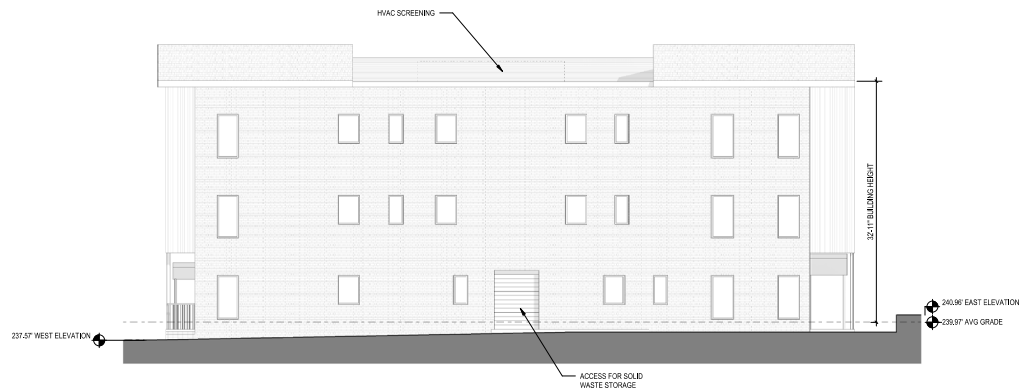 HVAC SCREENING
32'-11" BUILDING HEIGHT
240.96' EAST ELEVATION
239.97' AVG GRADE
237.57' WEST ELEVATION
ACCESS FOR SOLID
WASTE STORAGE